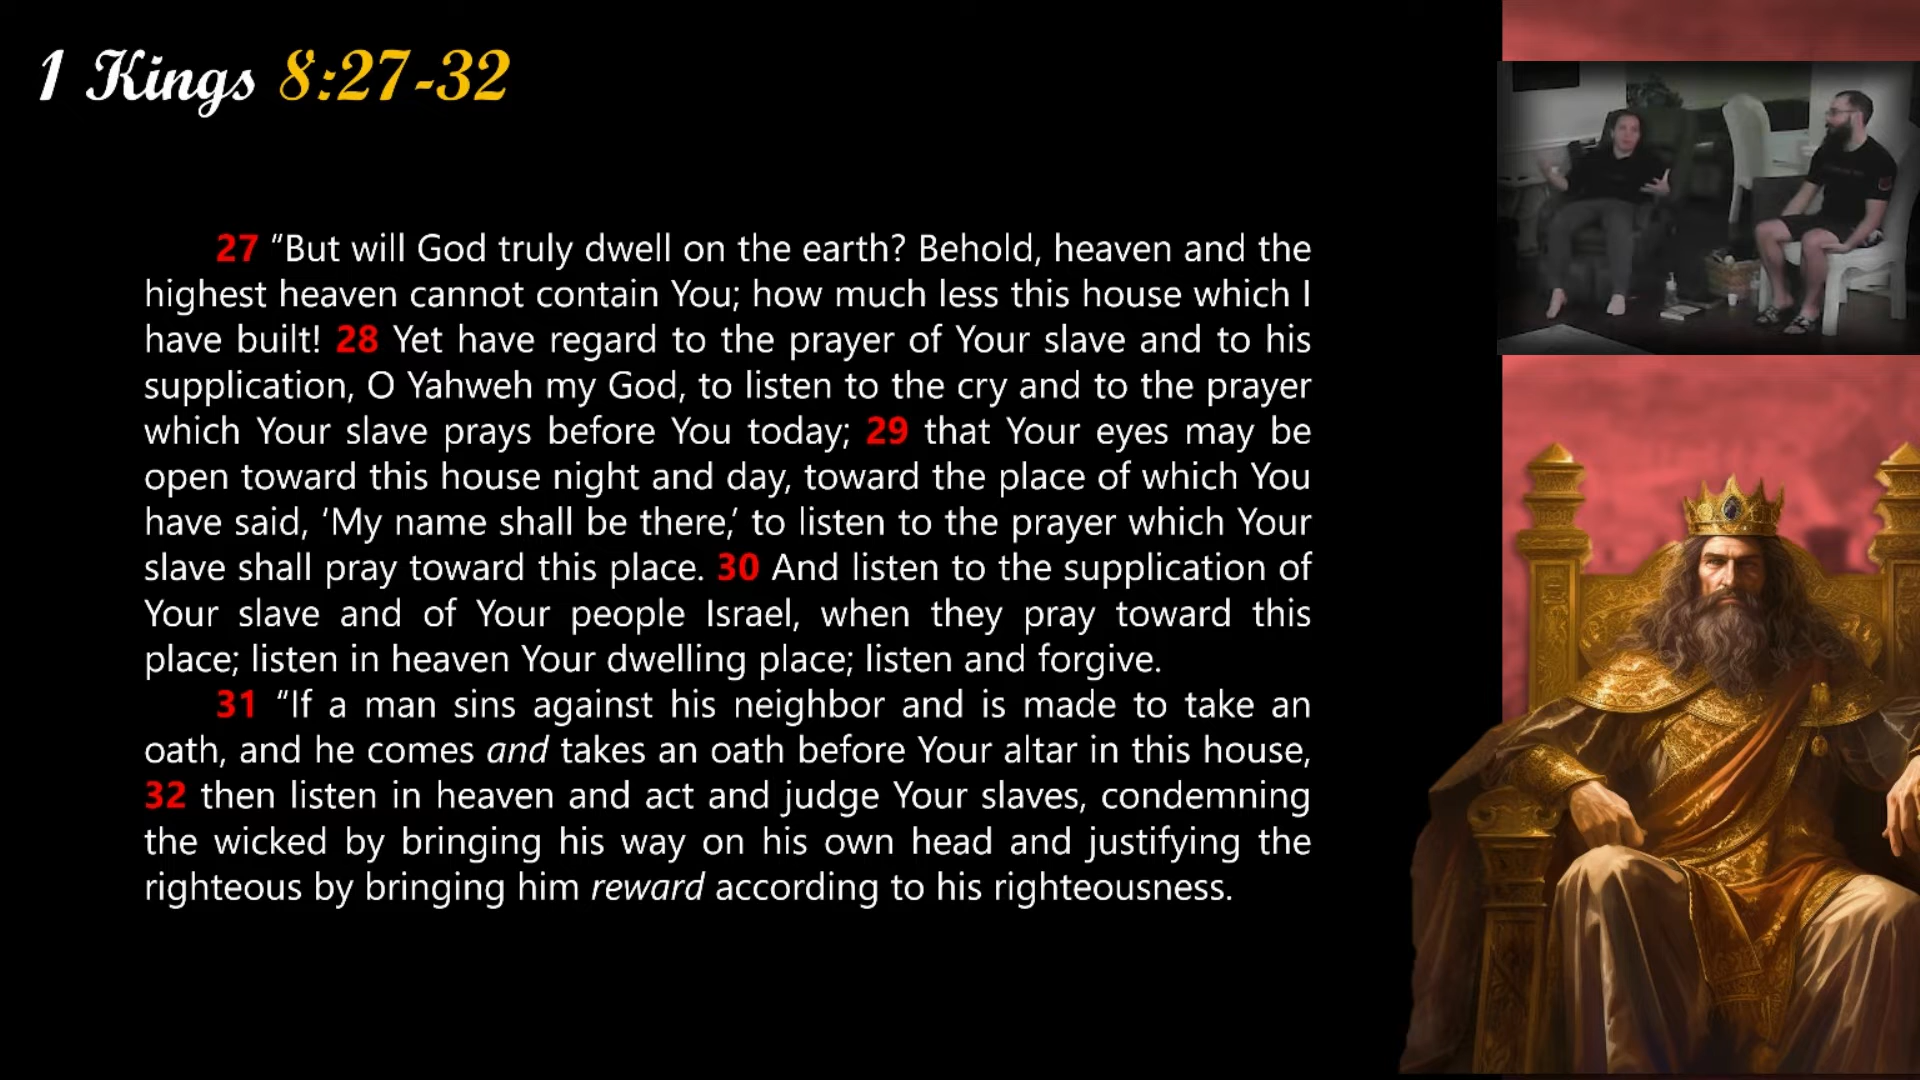 1 Kings 8:27-32
27 “But will God truly dwell on the earth? Behold, heaven and the
highest heaven cannot contain You; how much less this house which I
have built! 28 Yet have regard to the prayer of Your slave and to his
supplication, O Yahweh my God, to listen to the cry and to the prayer
which Your slave prays before You today; 29 that Your eyes may be
open toward this house night and day, toward the place of which You
have said, ‘My name shall be there,’ to listen to the prayer which Your
slave shall pray toward this place. 30 And listen to the supplication of
Your slave and of Your people Israel, when they pray toward this
place; listen in heaven Your dwelling place; listen and forgive.
31 “If a man sins against his neighbor and is made to take an
oath, and he comes and takes an oath before Your altar in this house,
32 then listen in heaven and act and judge Your slaves, condemning
the wicked by bringing his way on his own head and justifying the
righteous by bringing him reward according to his righteousness.